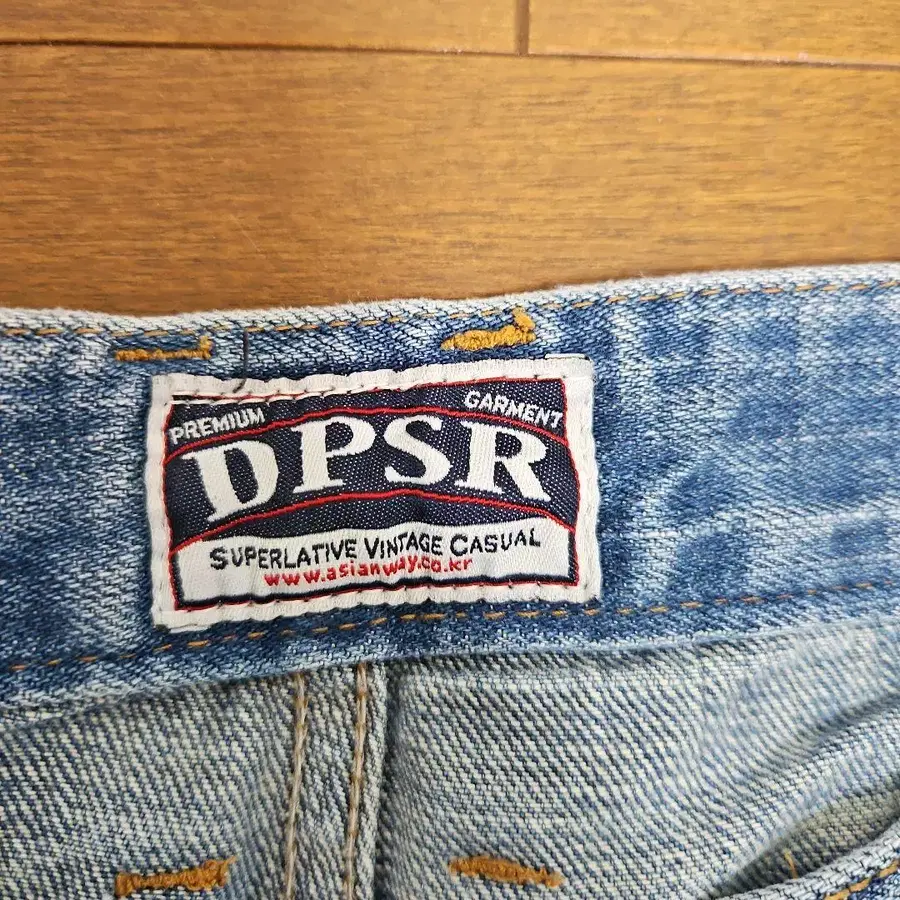 PREMIUM GARMENT
DPSR
SUPERLATIVE VINTAGE CASUAL
www.asianway.co.kr